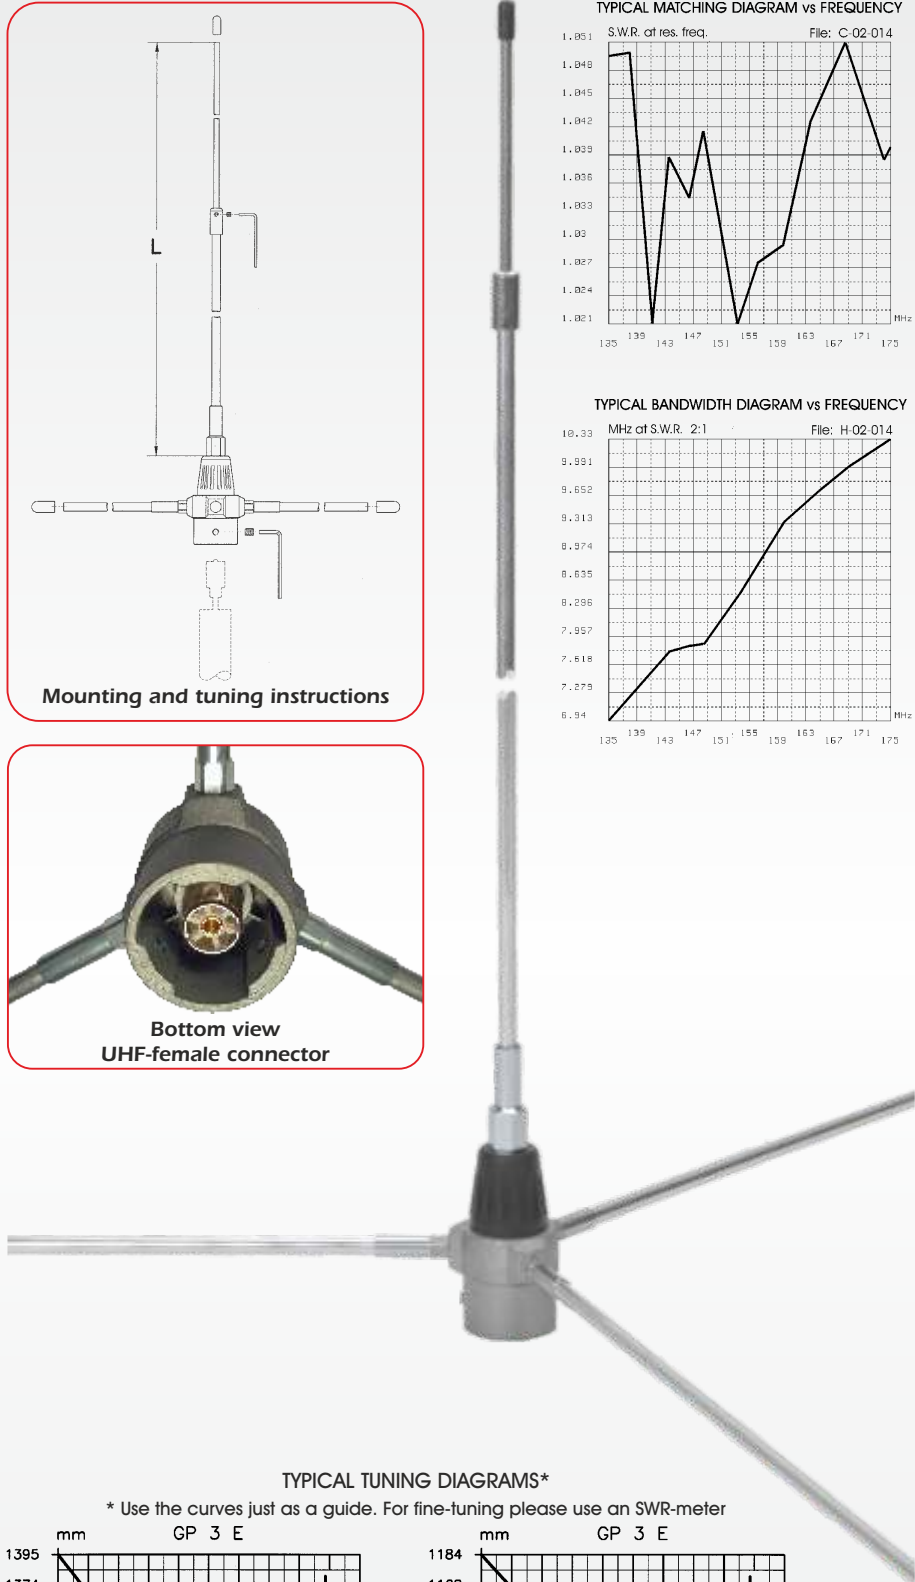 L
Mounting and tuning instructions
TYPICAL MATCHING DIAGRAM vs FREQUENCY
S.W.R. at res. freq. File: C-02-014
1.051
1.048
1.045
1.042
1.039
1.036
1.033
1.03
1.027
1.024
1.021
MHz
135 139 143 147 151 155 159 163 167 171 175
TYPICAL BANDWIDTH DIAGRAM vs FREQUENCY
MHz at S.W.R. 2:1 File: H-02-014
10.33
9.991
9.652
9.313
8.974
8.635
8.296
7.957
7.618
7.279
6.94
MHz
135 139 143 147 151 155 159 163 167 171 175
Bottom view
UHF-female connector
TYPICAL TUNING DIAGRAMS*
* Use the curves just as a guide. For fine-tuning please use an SWR-meter
mm GP 3 E
1395
mm GP 3 E
1184